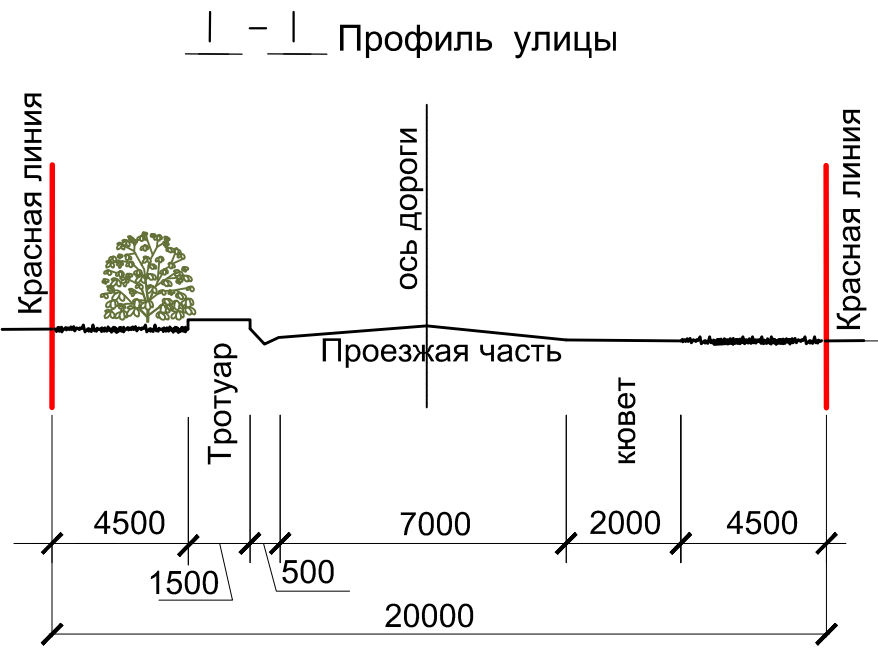 I - I Профиль улицы
Красная линия
ось дороги
Красная линия
Проезжая часть
Тротуар
кювет
4500
7000
2000
4500
1500
500
20000